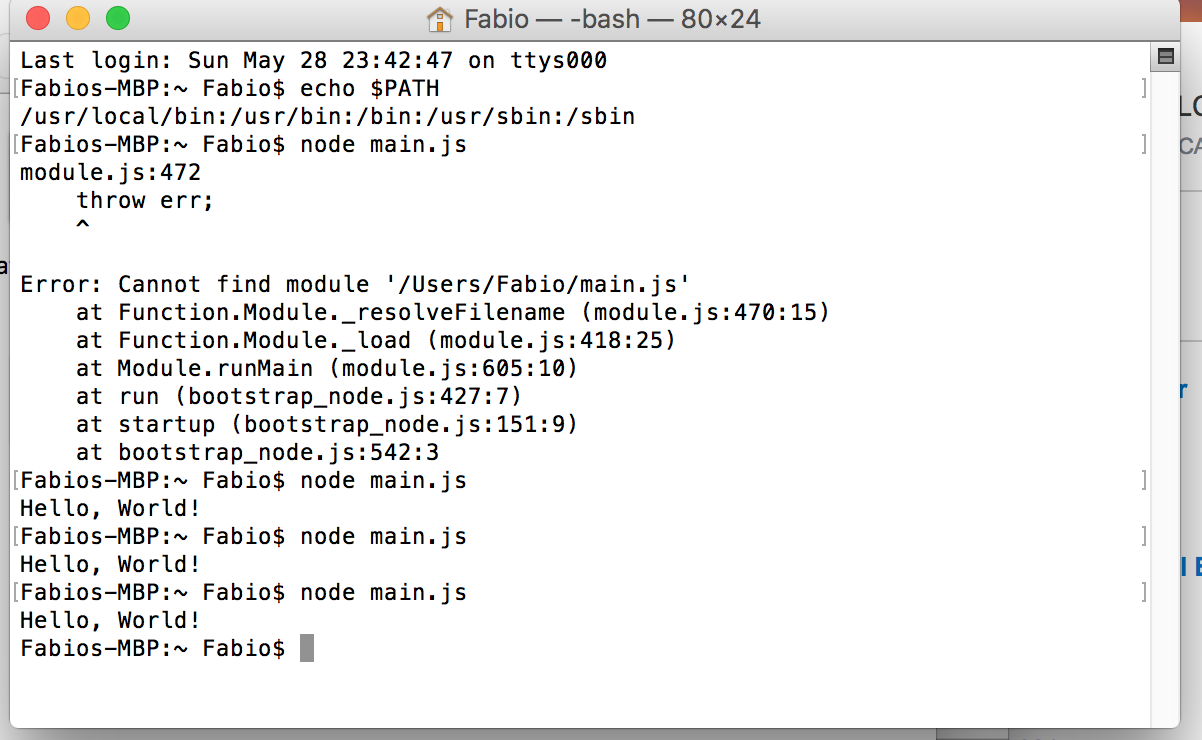 Fabio — -bash — 80×24
Last login: Sun May 28 23:42:47 on ttys000
[Fabios-MBP:~ Fabio$ echo $PATH ]
/usr/local/bin:/usr/bin:/bin:/usr/sbin:/sbin
[Fabios-MBP:~ Fabio$ node main.js ]
module.js:472
    throw err;
    ^

Error: Cannot find module '/Users/Fabio/main.js'
    at Function.Module._resolveFilename (module.js:470:15)
    at Function.Module._load (module.js:418:25)
    at Module.runMain (module.js:605:10)
    at run (bootstrap_node.js:427:7)
    at startup (bootstrap_node.js:151:9)
    at bootstrap_node.js:542:3
[Fabios-MBP:~ Fabio$ node main.js ]
Hello, World!
[Fabios-MBP:~ Fabio$ node main.js ]
Hello, World!
[Fabios-MBP:~ Fabio$ node main.js ]
Hello, World!
Fabios-MBP:~ Fabio$